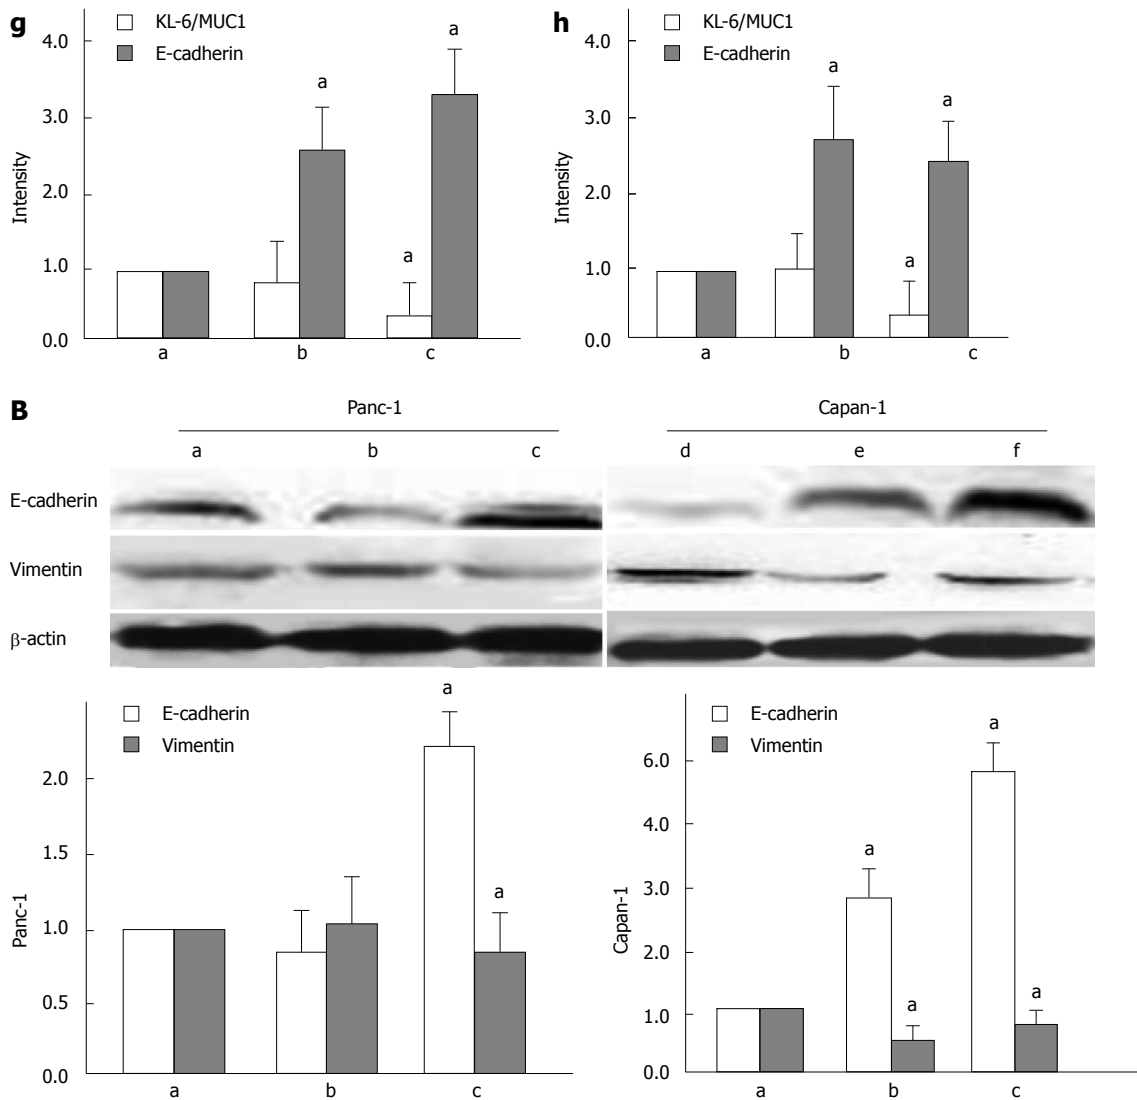 g
KL-6/MUC1
E-cadherin
4.0
3.0
2.0
1.0
0.0
Intensity
a
a
a
a
b
c
h
KL-6/MUC1
E-cadherin
4.0
3.0
2.0
1.0
0.0
Intensity
a
a
a
a
b
c
B
Panc-1
Capan-1
a
b
c
d
e
f
E-cadherin
Vimentin
β-actin
E-cadherin
Vimentin
2.0
1.5
1.0
0.5
0.0
Panc-1
a
a
a
b
c
E-cadherin
Vimentin
6.0
4.0
3.0
2.0
1.0
0.0
Capan-1
a
a
a
a
a
b
c